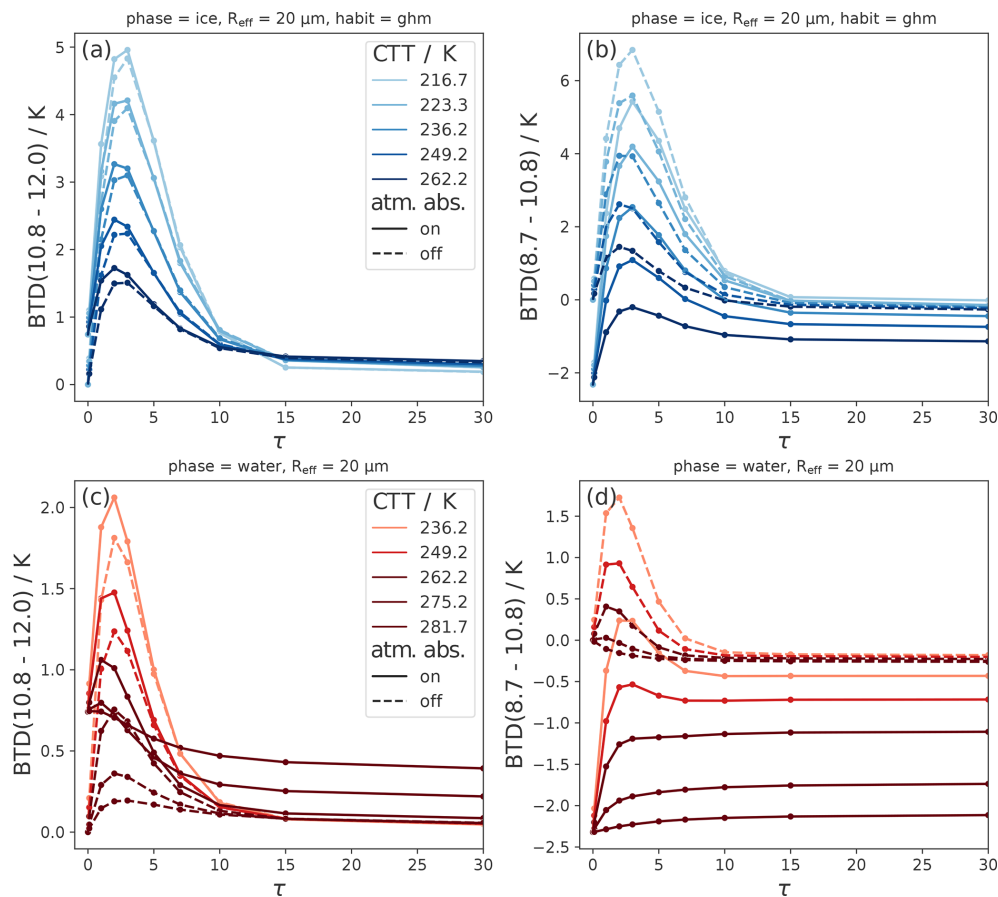 phase = ice, Reff = 20 µm, habit = ghm
(a)
BTD(10.8 - 12.0) / K
5
4
3
2
1
0
CTT / K
216.7
223.3
236.2
249.2
262.2
atm. abs.
on
off
0 5 10 15 20 25 30
τ
phase = ice, Reff = 20 µm, habit = ghm
(b)
BTD(8.7 - 10.8) / K
6
4
2
0
−2
0 5 10 15 20 25 30
τ
phase = water, Reff = 20 µm
(c)
BTD(10.8 - 12.0) / K
2.0
1.5
1.0
0.5
0.0
CTT / K
236.2
249.2
262.2
275.2
281.7
atm. abs.
on
off
0 5 10 15 20 25 30
τ
phase = water, Reff = 20 µm
(d)
BTD(8.7 - 10.8) / K
1.5
1.0
0.5
0.0
−0.5
−1.0
−1.5
−2.0
−2.5
0 5 10 15 20 25 30
τ